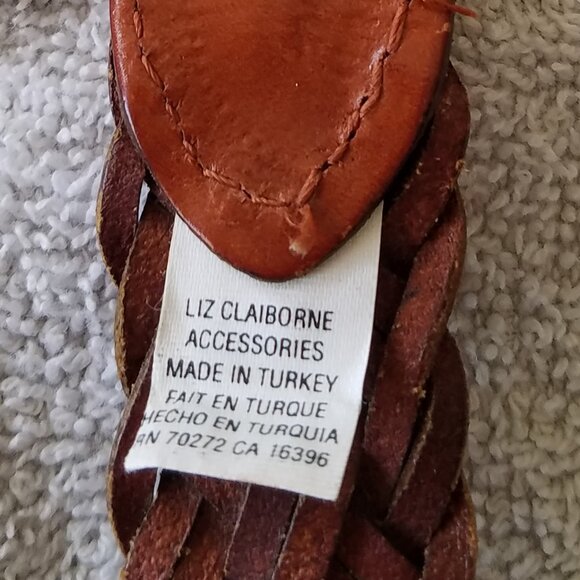 LIZ CLAIBORNE
ACCESSORIES
MADE IN TURKEY
FAIT EN TURQUE
HECHO EN TURQUIA
RN 70272 CA 16396